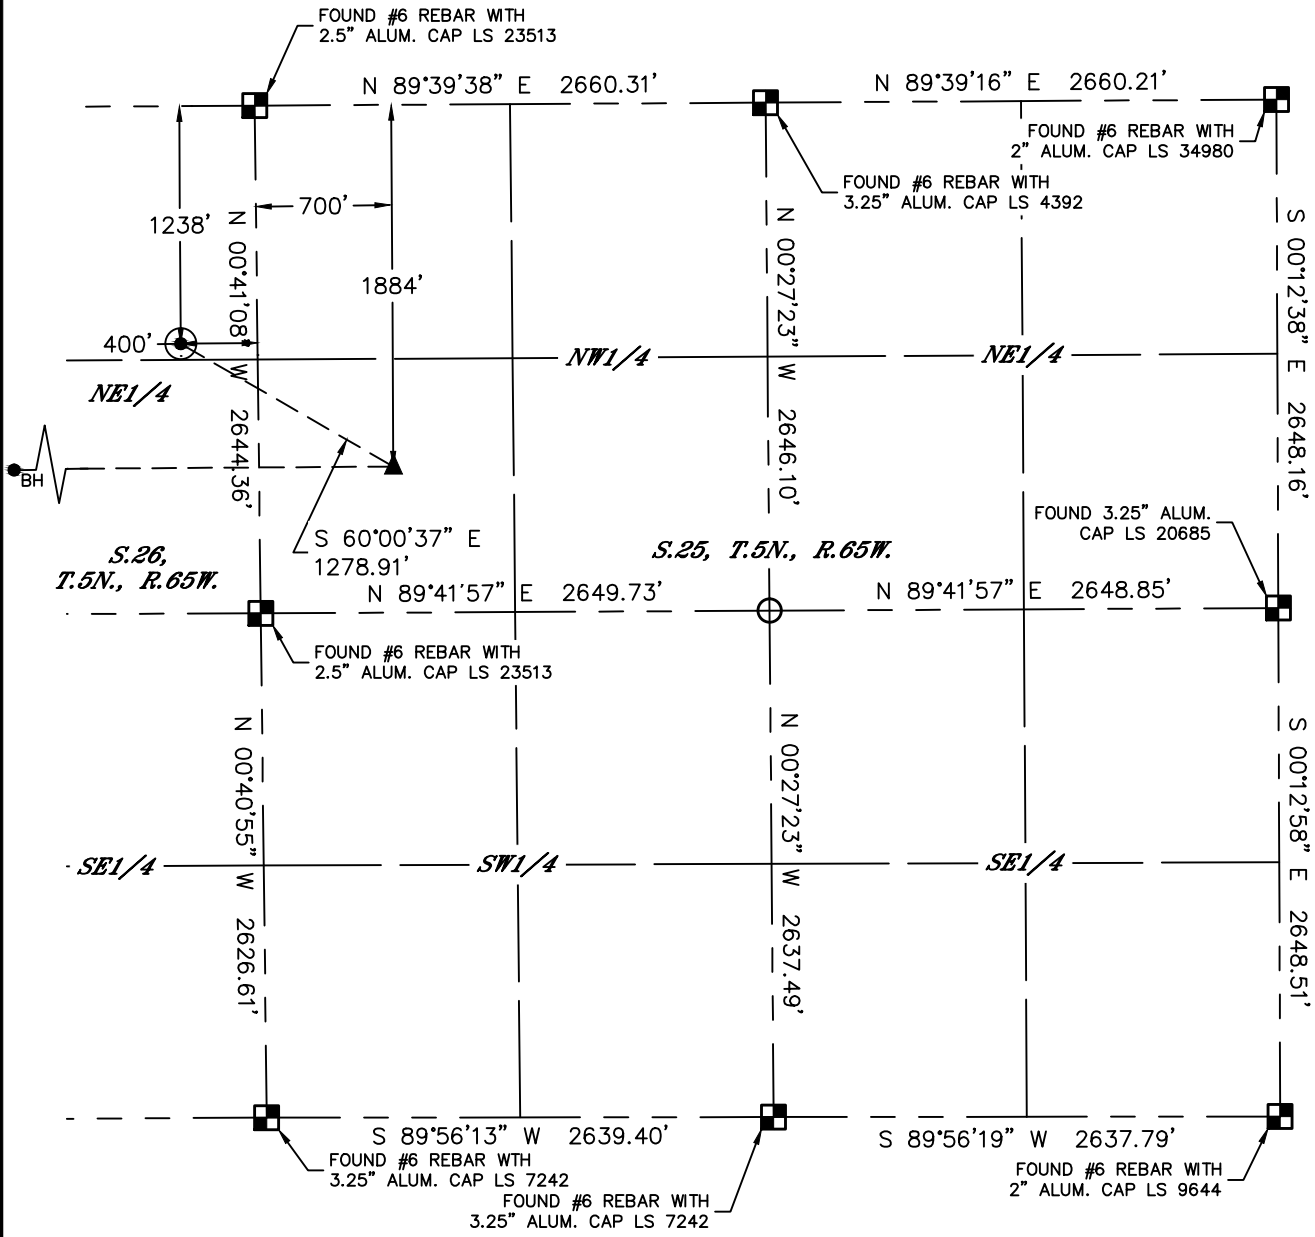 FOUND #6 REBAR WITH
2.5" ALUM. CAP LS 23513
N 89°39'38" E 2660.31'
N 89°39'16" E 2660.21'
FOUND #6 REBAR WITH
2" ALUM. CAP LS 34980
FOUND #6 REBAR WITH
3.25" ALUM. CAP LS 4392
1238'
700'
1884'
400'
N 00°41'08" W 2644.36'
N 00°27'23" W 2646.10'
S 00°12'38" E 2648.16'
NE1/4
NW1/4
NE1/4
BH
S 60°00'37" E
1278.91'
S.26,
T.5N., R.65W.
S.25, T.5N., R.65W.
FOUND 3.25" ALUM.
CAP LS 20685
N 89°41'57" E 2649.73'
N 89°41'57" E 2648.85'
FOUND #6 REBAR WITH
2.5" ALUM. CAP LS 23513
N 00°40'55" W 2626.61'
N 00°27'23" W 2637.49'
S 00°12'58" E 2648.51'
SE1/4
SW1/4
SE1/4
S 89°56'13" W 2639.40'
S 89°56'19" W 2637.79'
FOUND #6 REBAR WTH
3.25" ALUM. CAP LS 7242
FOUND #6 REBAR WITH
3.25" ALUM. CAP LS 7242
FOUND #6 REBAR WITH
2" ALUM. CAP LS 9644